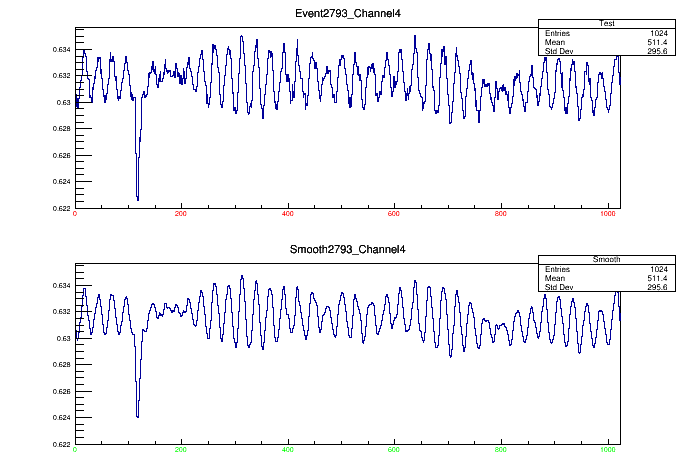 Event2793_Channel4
Test
Entries 1024
Mean 511.4
Std Dev 295.6
0.634
0.632
0.63
0.628
0.626
0.624
0.622
0 200 400 600 800 1000
Smooth2793_Channel4
Smooth
Entries 1024
Mean 511.4
Std Dev 295.6
0.634
0.632
0.63
0.628
0.626
0.624
0.622
0 200 400 600 800 1000